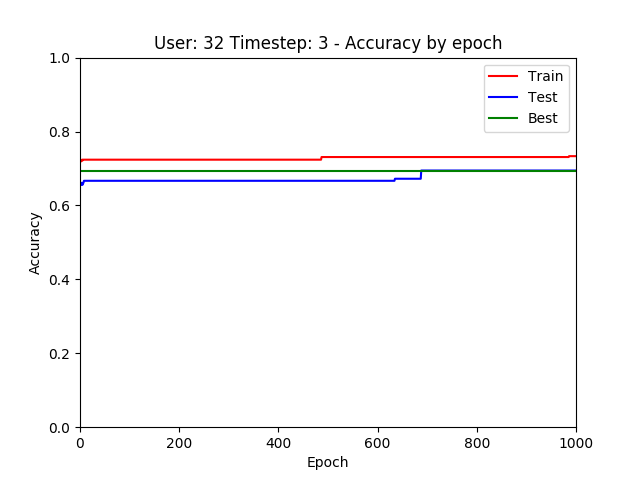 User: 32 Timestep: 3 - Accuracy by epoch
1.0
0.8
0.6
0.4
0.2
0.0
Accuracy
Train
Test
Best
0 200 400 600 800 1000
Epoch